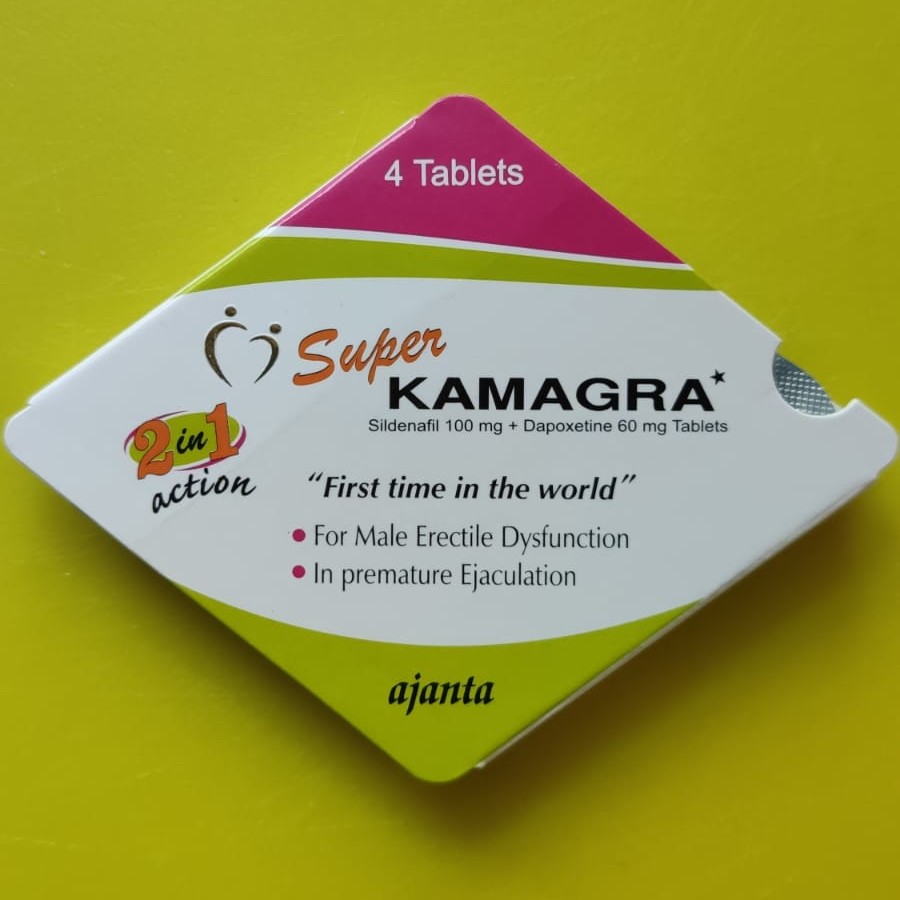 4 Tablets
Super
KAMAGRA★
Sildenafil 100 mg + Dapoxetine 60 mg Tablets
2 in 1
action
“First time in the world”
• For Male Erectile Dysfunction
• In premature Ejaculation
ajanta